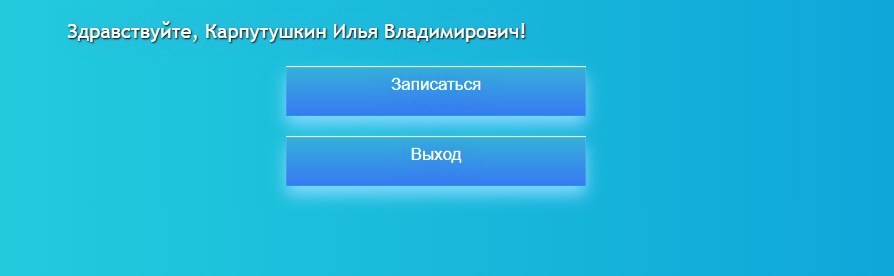 Здравствуйте, Карпутушкин Илья Владимирович!
Записаться
Выход